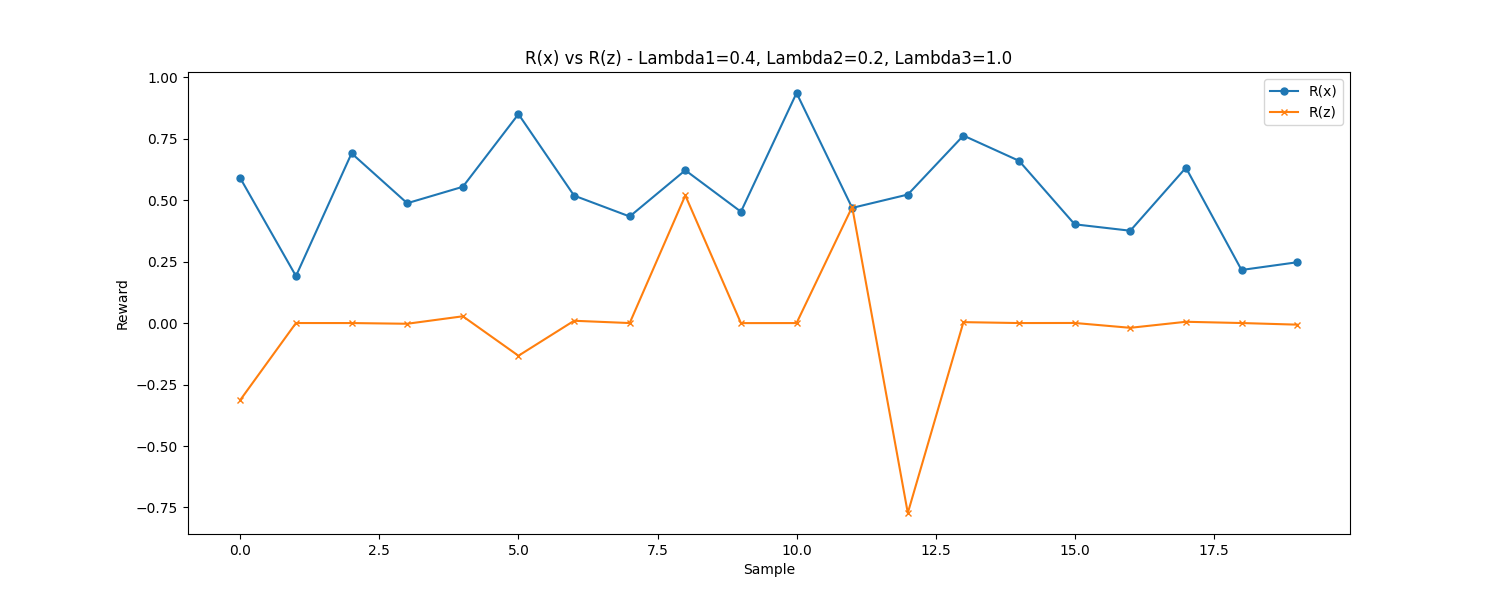 R(x) vs R(z) - Lambda1=0.4, Lambda2=0.2, Lambda3=1.0
R(x)
R(z)
Reward
1.00
0.75
0.50
0.25
0.00
−0.25
−0.50
−0.75
0.0 2.5 5.0 7.5 10.0 12.5 15.0 17.5
Sample